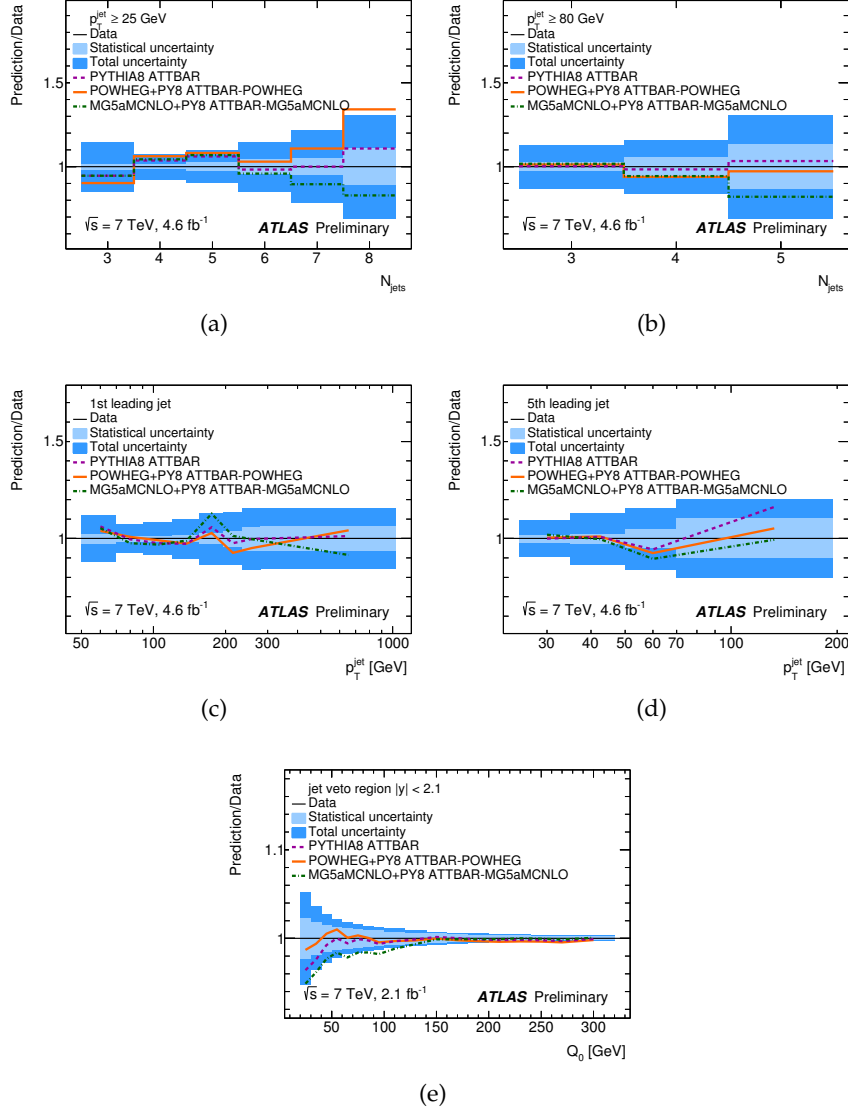 Prediction/Data
p_T^jet ≥ 25 GeV
Data
Statistical uncertainty
Total uncertainty
PYTHIA8 ATTBAR
POWHEG+PY8 ATTBAR-POWHEG
MG5aMCNLO+PY8 ATTBAR-MG5aMCNLO
1.5
1
√s = 7 TeV, 4.6 fb⁻¹
ATLAS Preliminary
3 4 5 6 7 8
N_jets
(a)
Prediction/Data
p_T^jet ≥ 80 GeV
Data
Statistical uncertainty
Total uncertainty
PYTHIA8 ATTBAR
POWHEG+PY8 ATTBAR-POWHEG
MG5aMCNLO+PY8 ATTBAR-MG5aMCNLO
1.5
1
√s = 7 TeV, 4.6 fb⁻¹
ATLAS Preliminary
3 4 5
N_jets
(b)
Prediction/Data
1st leading jet
Data
Statistical uncertainty
Total uncertainty
PYTHIA8 ATTBAR
POWHEG+PY8 ATTBAR-POWHEG
MG5aMCNLO+PY8 ATTBAR-MG5aMCNLO
1.5
1
√s = 7 TeV, 4.6 fb⁻¹
ATLAS Preliminary
50 100 200 300 1000
p_T^jet [GeV]
(c)
Prediction/Data
5th leading jet
Data
Statistical uncertainty
Total uncertainty
PYTHIA8 ATTBAR
POWHEG+PY8 ATTBAR-POWHEG
MG5aMCNLO+PY8 ATTBAR-MG5aMCNLO
1.5
1
√s = 7 TeV, 4.6 fb⁻¹
ATLAS Preliminary
30 40 50 60 70 100 200
p_T^jet [GeV]
(d)
Prediction/Data
jet veto region |y| < 2.1
Data
Statistical uncertainty
Total uncertainty
PYTHIA8 ATTBAR
POWHEG+PY8 ATTBAR-POWHEG
MG5aMCNLO+PY8 ATTBAR-MG5aMCNLO
1.1
1
√s = 7 TeV, 2.1 fb⁻¹
ATLAS Preliminary
50 100 150 200 250 300
Q_0 [GeV]
(e)